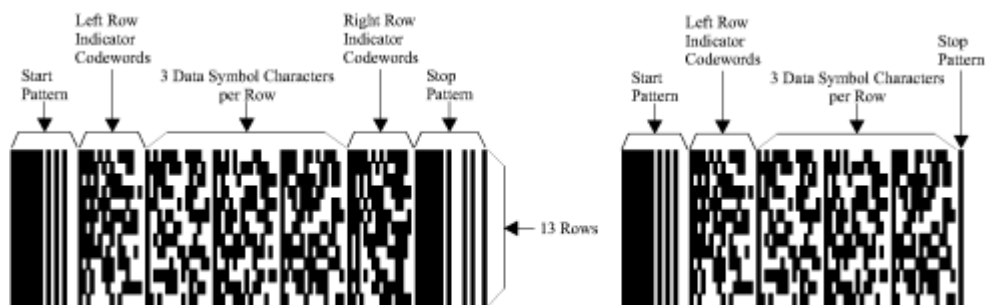 Left Row
Indicator
Codewords
Right Row
Indicator
Codewords
Start
Pattern
3 Data Symbol Characters
per Row
Stop
Pattern
13 Rows
Left Row
Indicator
Codewords
Stop
Pattern
Start
Pattern
3 Data Symbol Characters
per Row